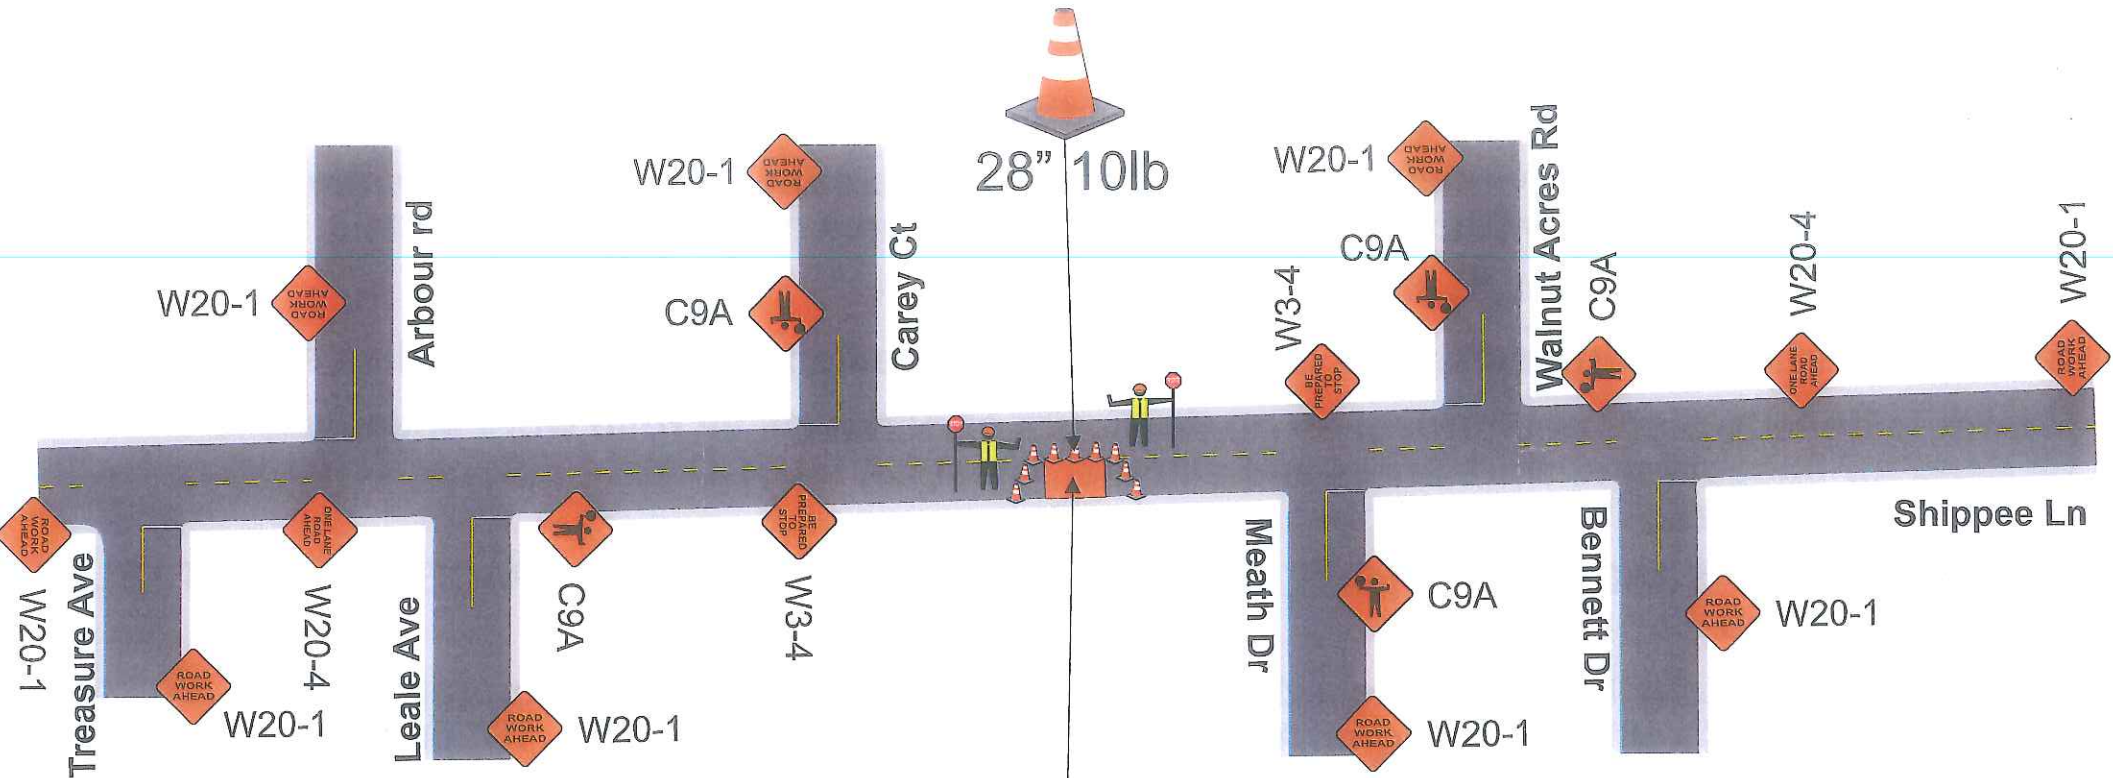 28” 10lb
W20-1
ROAD
WORK
AHEAD
Arbour rd
W20-1
ROAD
WORK
AHEAD
C9A
Carey Ct
W20-1
ROAD
WORK
AHEAD
C9A
Walnut Acres Rd
W3-4
BE
PREPARED
TO
STOP
C9A
W20-4
ONE LANE
ROAD
AHEAD
W20-1
ROAD
WORK
AHEAD
Shippee Ln
ROAD
WORK
AHEAD
W20-1
Treasure Ave
ROAD
WORK
AHEAD
W20-1
ONE LANE
ROAD
AHEAD
W20-4
Leale Ave
ROAD
WORK
AHEAD
W20-1
C9A
BE
PREPARED
TO
STOP
W3-4
STOP
STOP
Meath Dr
C9A
ROAD
WORK
AHEAD
W20-1
Bennett Dr
ROAD
WORK
AHEAD
W20-1